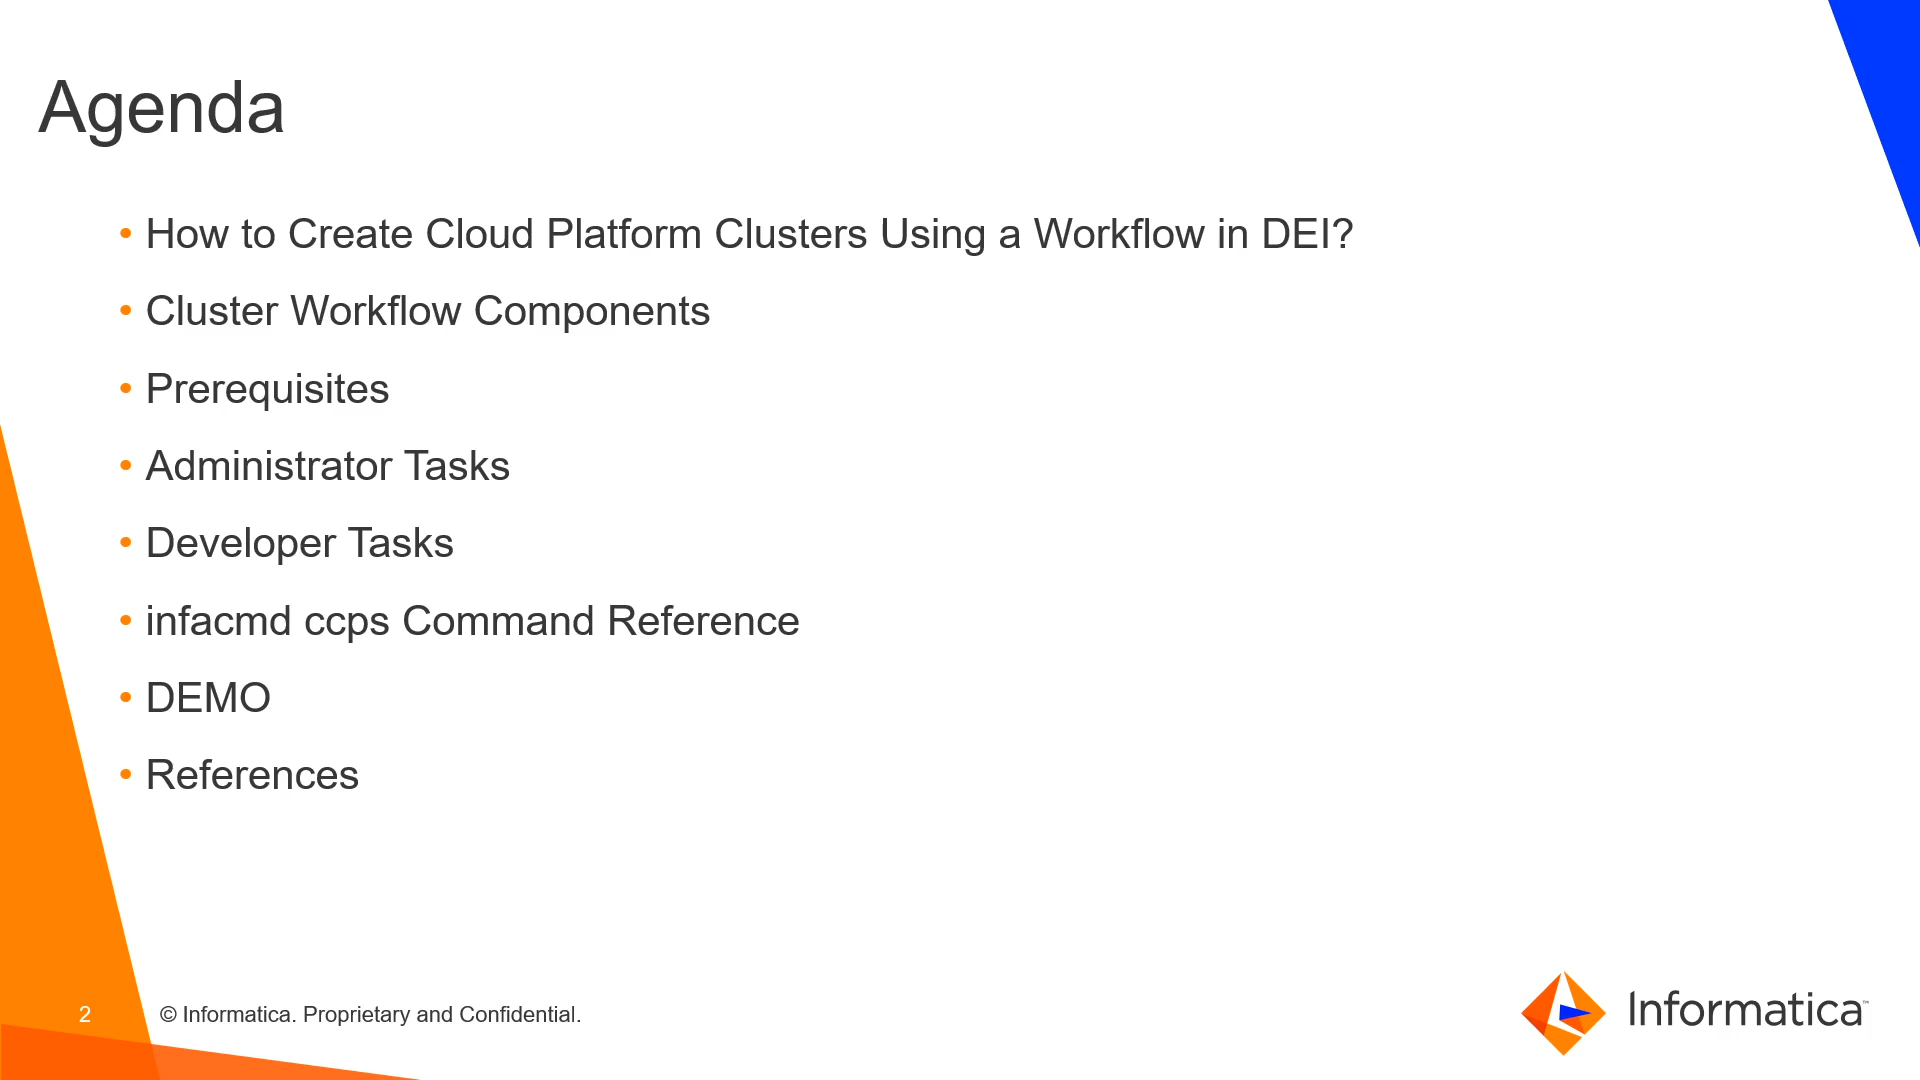 Agenda
• How to Create Cloud Platform Clusters Using a Workflow in DEI?
• Cluster Workflow Components
• Prerequisites
• Administrator Tasks
• Developer Tasks
• infacmd ccps Command Reference
• DEMO
• References
2
© Informatica. Proprietary and Confidential.
Informatica™